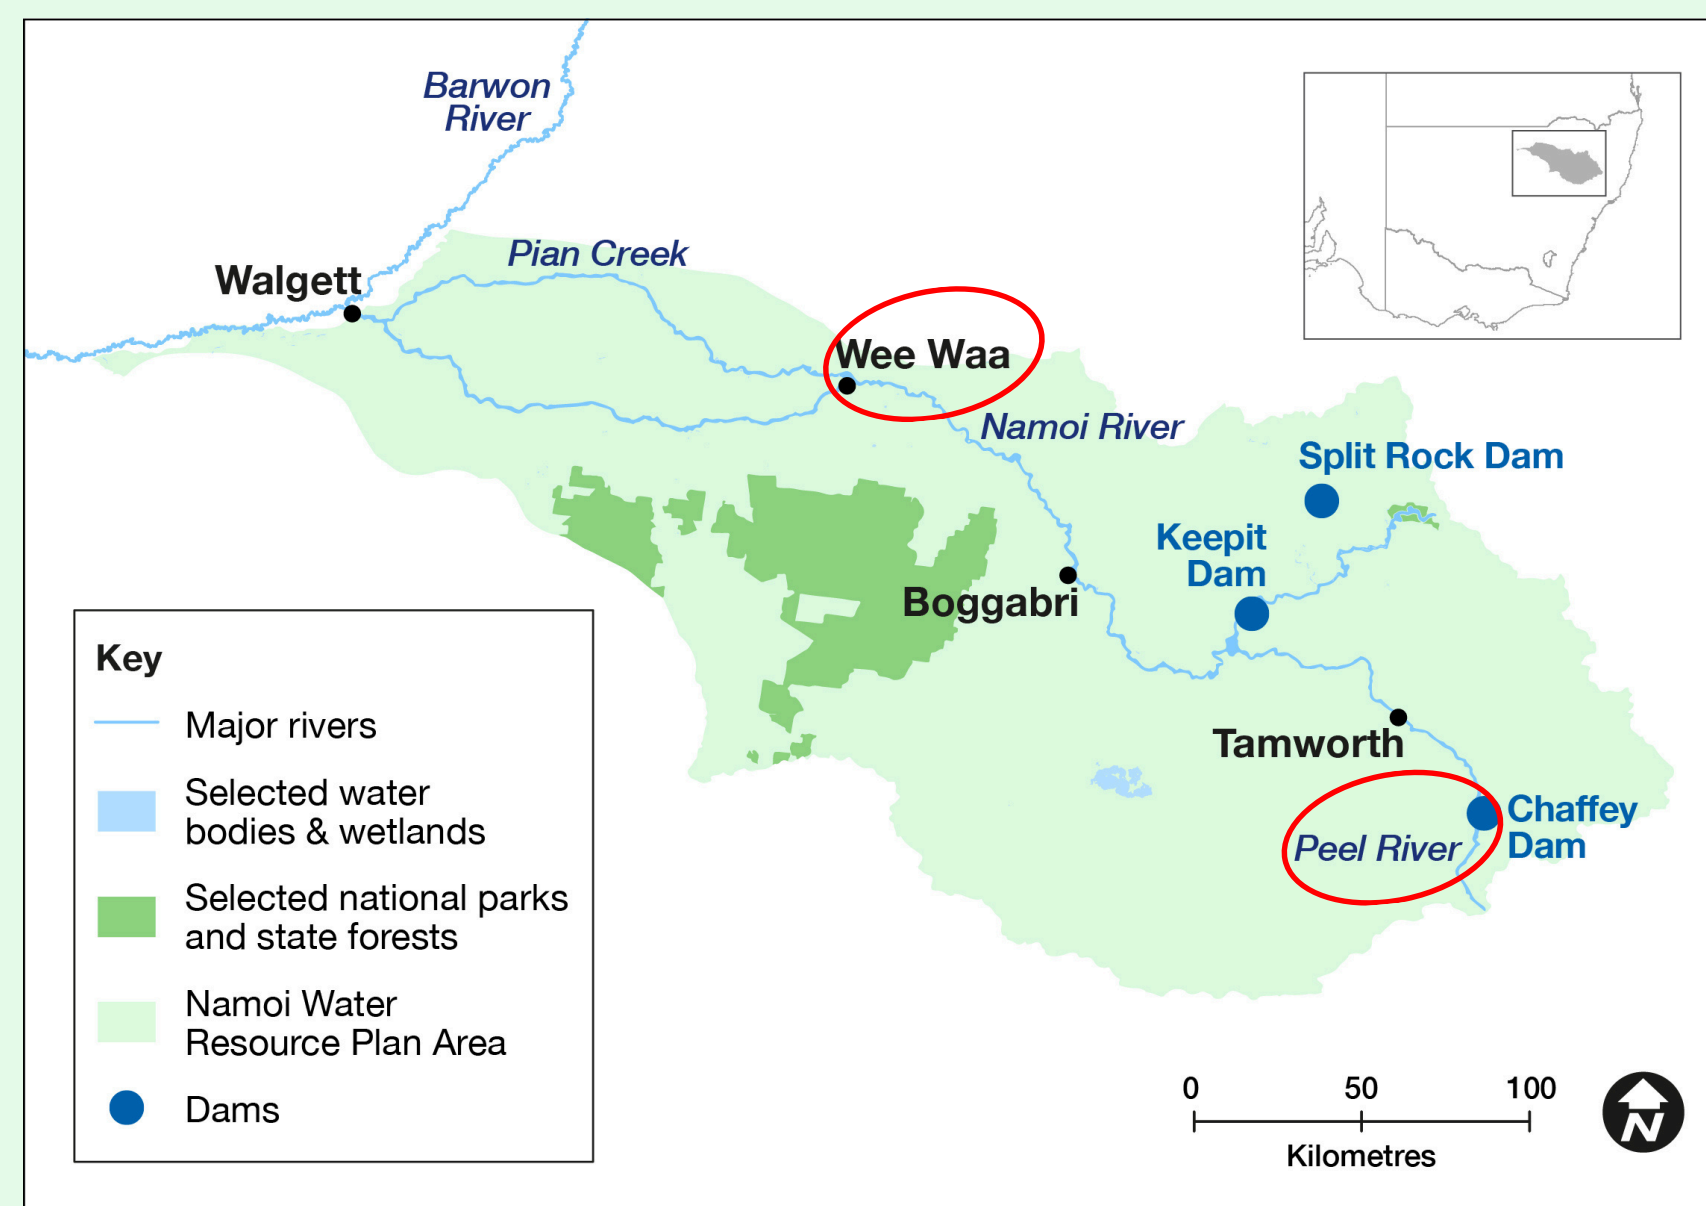 Barwon
River
Pian Creek
Walgett
Wee Waa
Namoi River
Split Rock Dam
Keepit
Dam
Boggabri
Tamworth
Chaffey
Dam
Peel River
Key
Major rivers
Selected water
bodies & wetlands
Selected national parks
and state forests
Namoi Water
Resource Plan Area
Dams
0 50 100
Kilometres
N